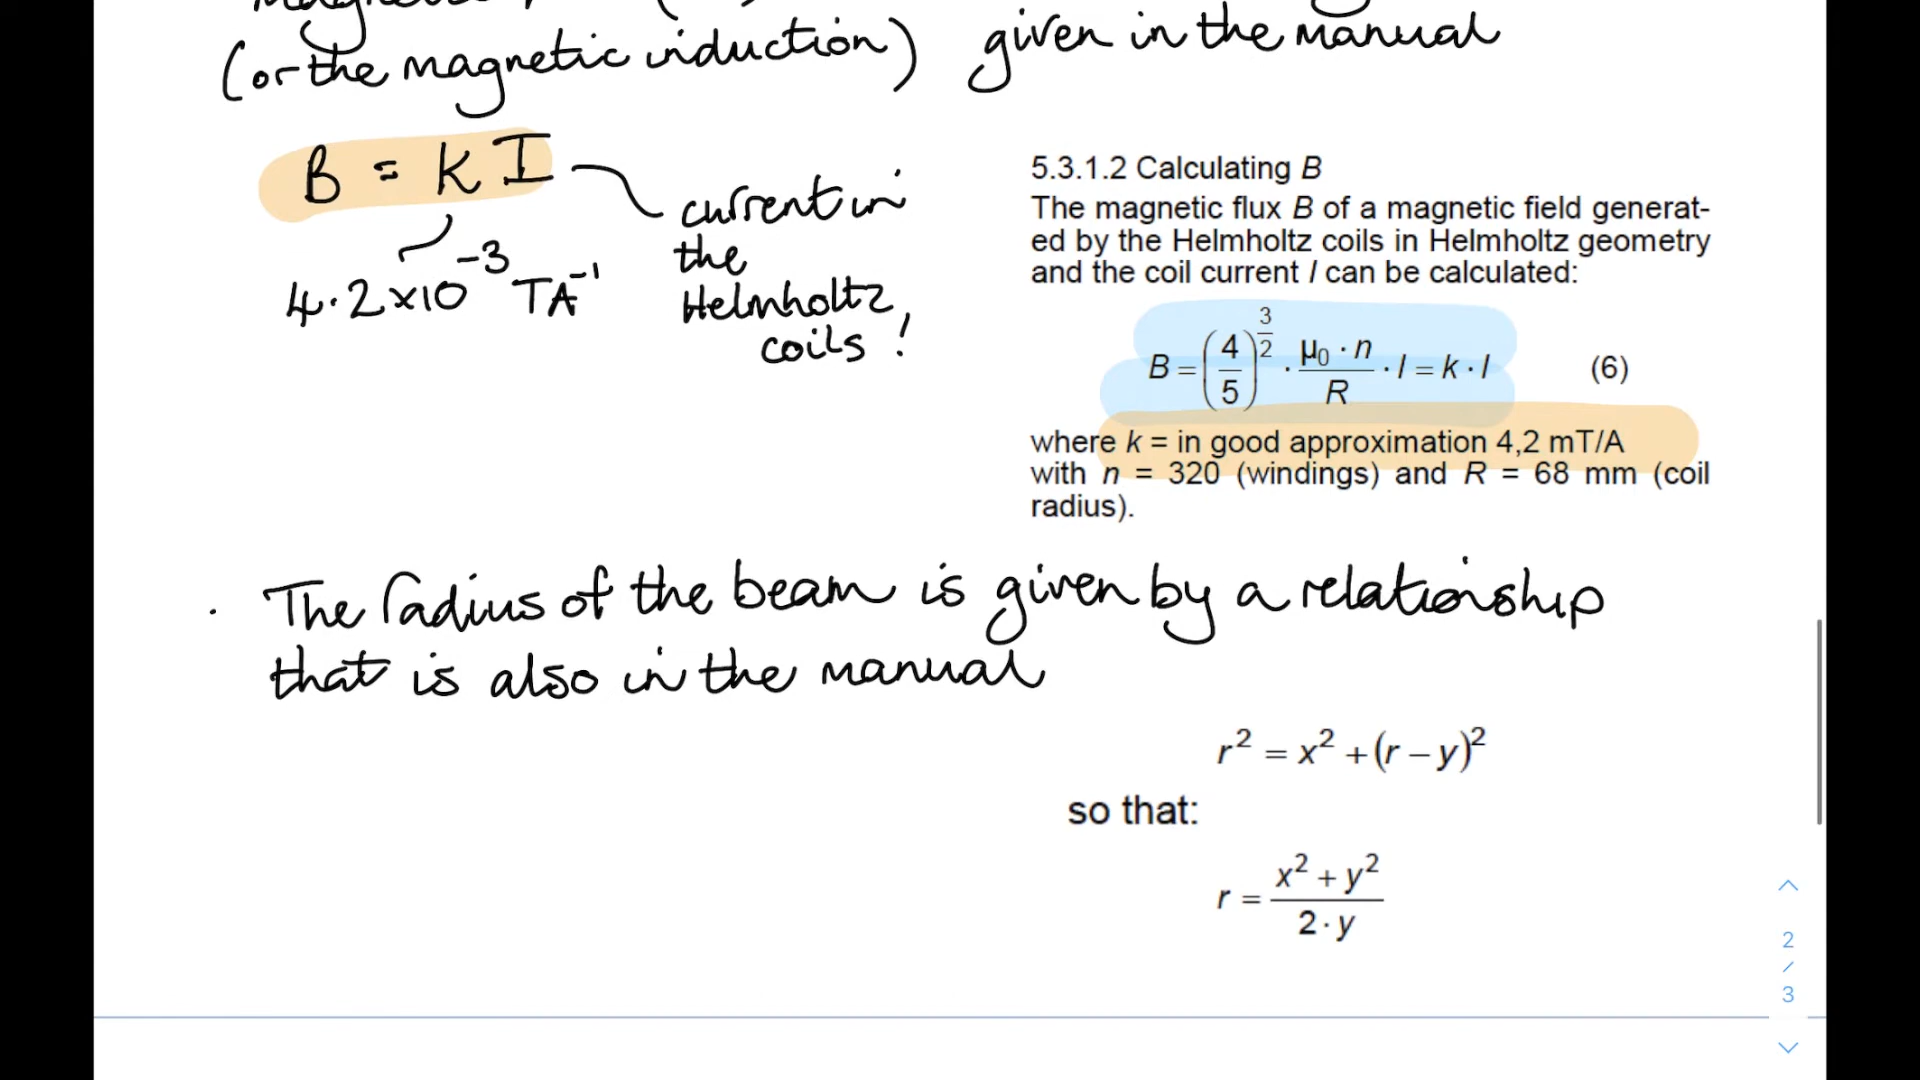 (or the magnetic induction) given in the manual
B = k I
4.2x10⁻³ TA⁻¹
current in
the
Helmholtz
coils !
5.3.1.2 Calculating B
The magnetic flux B of a magnetic field generat-
ed by the Helmholtz coils in Helmholtz geometry
and the coil current I can be calculated:
B = (4/5)^(3/2) · μ₀ · n / R · I = k · I (6)
where k = in good approximation 4,2 mT/A
with n = 320 (windings) and R = 68 mm (coil
radius).
· The radius of the beam is given by a relationship
that is also in the manual
r² = x² + (r – y)²
so that:
r = (x² + y²) / (2 · y)
2
/
3